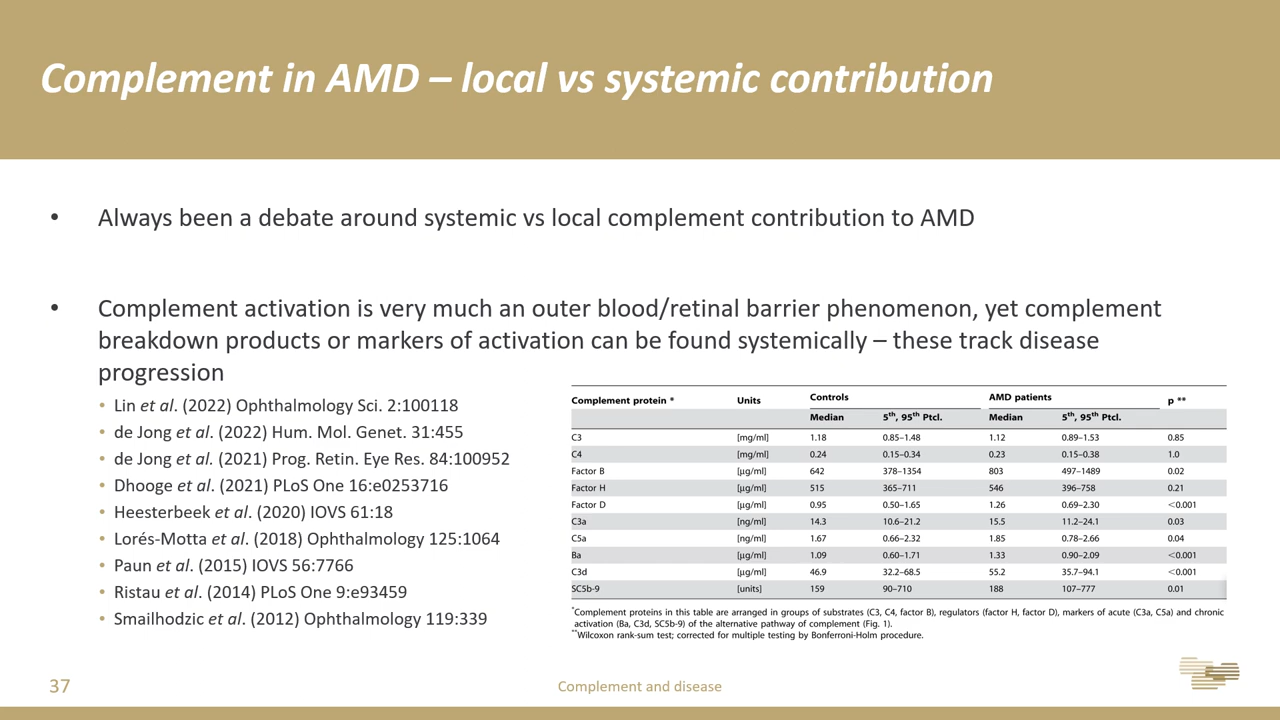 Complement in AMD – local vs systemic contribution
• Always been a debate around systemic vs local complement contribution to AMD
• Complement activation is very much an outer blood/retinal barrier phenomenon, yet complement
breakdown products or markers of activation can be found systemically – these track disease
progression
• Lin et al. (2022) Ophthalmology Sci. 2:100118
• de Jong et al. (2022) Hum. Mol. Genet. 31:455
• de Jong et al. (2021) Prog. Retin. Eye Res. 84:100952
• Dhooge et al. (2021) PLoS One 16:e0253716
• Heesterbeek et al. (2020) IOVS 61:18
• Lorés-Motta et al. (2018) Ophthalmology 125:1064
• Paun et al. (2015) IOVS 56:7766
• Ristau et al. (2014) PLoS One 9:e93459
• Smailhodzic et al. (2012) Ophthalmology 119:339
Complement protein * Units Controls AMD patients p **
Median 5th, 95th Ptcl. Median 5th, 95th Ptcl.
C3 [mg/ml] 1.18 0.85–1.48 1.12 0.89–1.53 0.85
C4 [mg/ml] 0.24 0.15–0.34 0.23 0.15–0.38 1.0
Factor B [µg/ml] 642 378–1354 803 497–1489 0.02
Factor H [µg/ml] 515 365–711 546 396–758 0.21
Factor D [µg/ml] 0.95 0.50–1.65 1.26 0.69–2.30 <0.001
C3a [ng/ml] 14.3 10.6–21.2 15.5 11.2–24.1 0.03
C5a [ng/ml] 1.67 0.66–2.32 1.85 0.78–2.66 0.04
Ba [µg/ml] 1.09 0.60–1.71 1.33 0.90–2.09 <0.001
C3d [µg/ml] 46.9 32.2–68.5 55.2 35.7–94.1 <0.001
SC5b-9 [units] 159 90–710 188 107–777 0.01
*Complement proteins in this table are arranged in groups of substrates (C3, C4, factor B), regulators (factor H, factor D), markers of acute (C3a, C5a) and chronic
activation (Ba, C3d, SC5b-9) of the alternative pathway of complement (Fig. 1).
**Wilcoxon rank-sum test; corrected for multiple testing by Bonferroni-Holm procedure.
37
Complement and disease